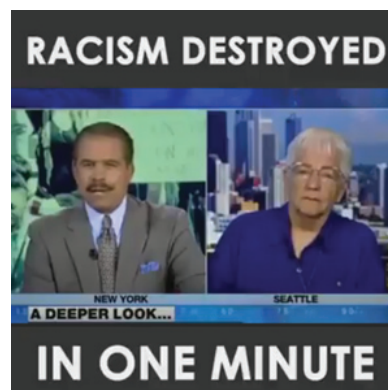 RACISM DESTROYED
NEW YORK
SEATTLE
A DEEPER LOOK...
IN ONE MINUTE